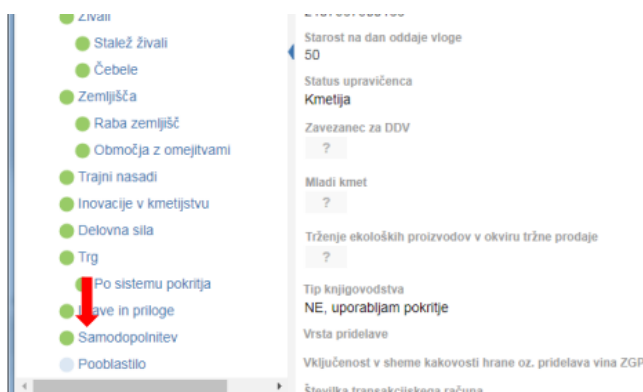 Živali
Stalež živali
Čebele
Zemljišča
Raba zemljišč
Območja z omejitvami
Trajni nasadi
Inovacije v kmetijstvu
Delovna sila
Trg
Po sistemu pokritja
in priloge
Samodopolnitev
Pooblastilo
Starost na dan oddaje vloge
50
Status upravičenca
Kmetija
Zavezanec za DDV
?
Mladi kmet
?
Trženje ekoloških proizvodov v okviru tržne prodaje
?
Tip knjigovodstva
NE, uporabljam pokritje
Vrsta pridelave
Vključenost v sheme kakovosti hrane oz. pridelava vina ZGP
Številka transakcijskega računa